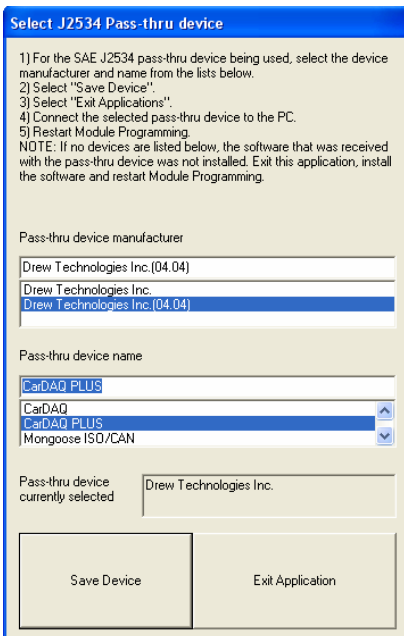 Select J2534 Pass-thru device
1) For the SAE J2534 pass-thru device being used, select the device
manufacturer and name from the lists below.
2) Select "Save Device".
3) Select "Exit Applications".
4) Connect the selected pass-thru device to the PC.
5) Restart Module Programming.
NOTE: If no devices are listed below, the software that was received
with the pass-thru device was not installed. Exit this application, install
the software and restart Module Programming.
Pass-thru device manufacturer
Drew Technologies Inc.(04.04)
Drew Technologies Inc.
Drew Technologies Inc.(04.04)
Pass-thru device name
CarDAQ PLUS
CarDAQ
CarDAQ PLUS
Mongoose ISO/CAN
Pass-thru device
currently selected
Drew Technologies Inc.
Save Device
Exit Application